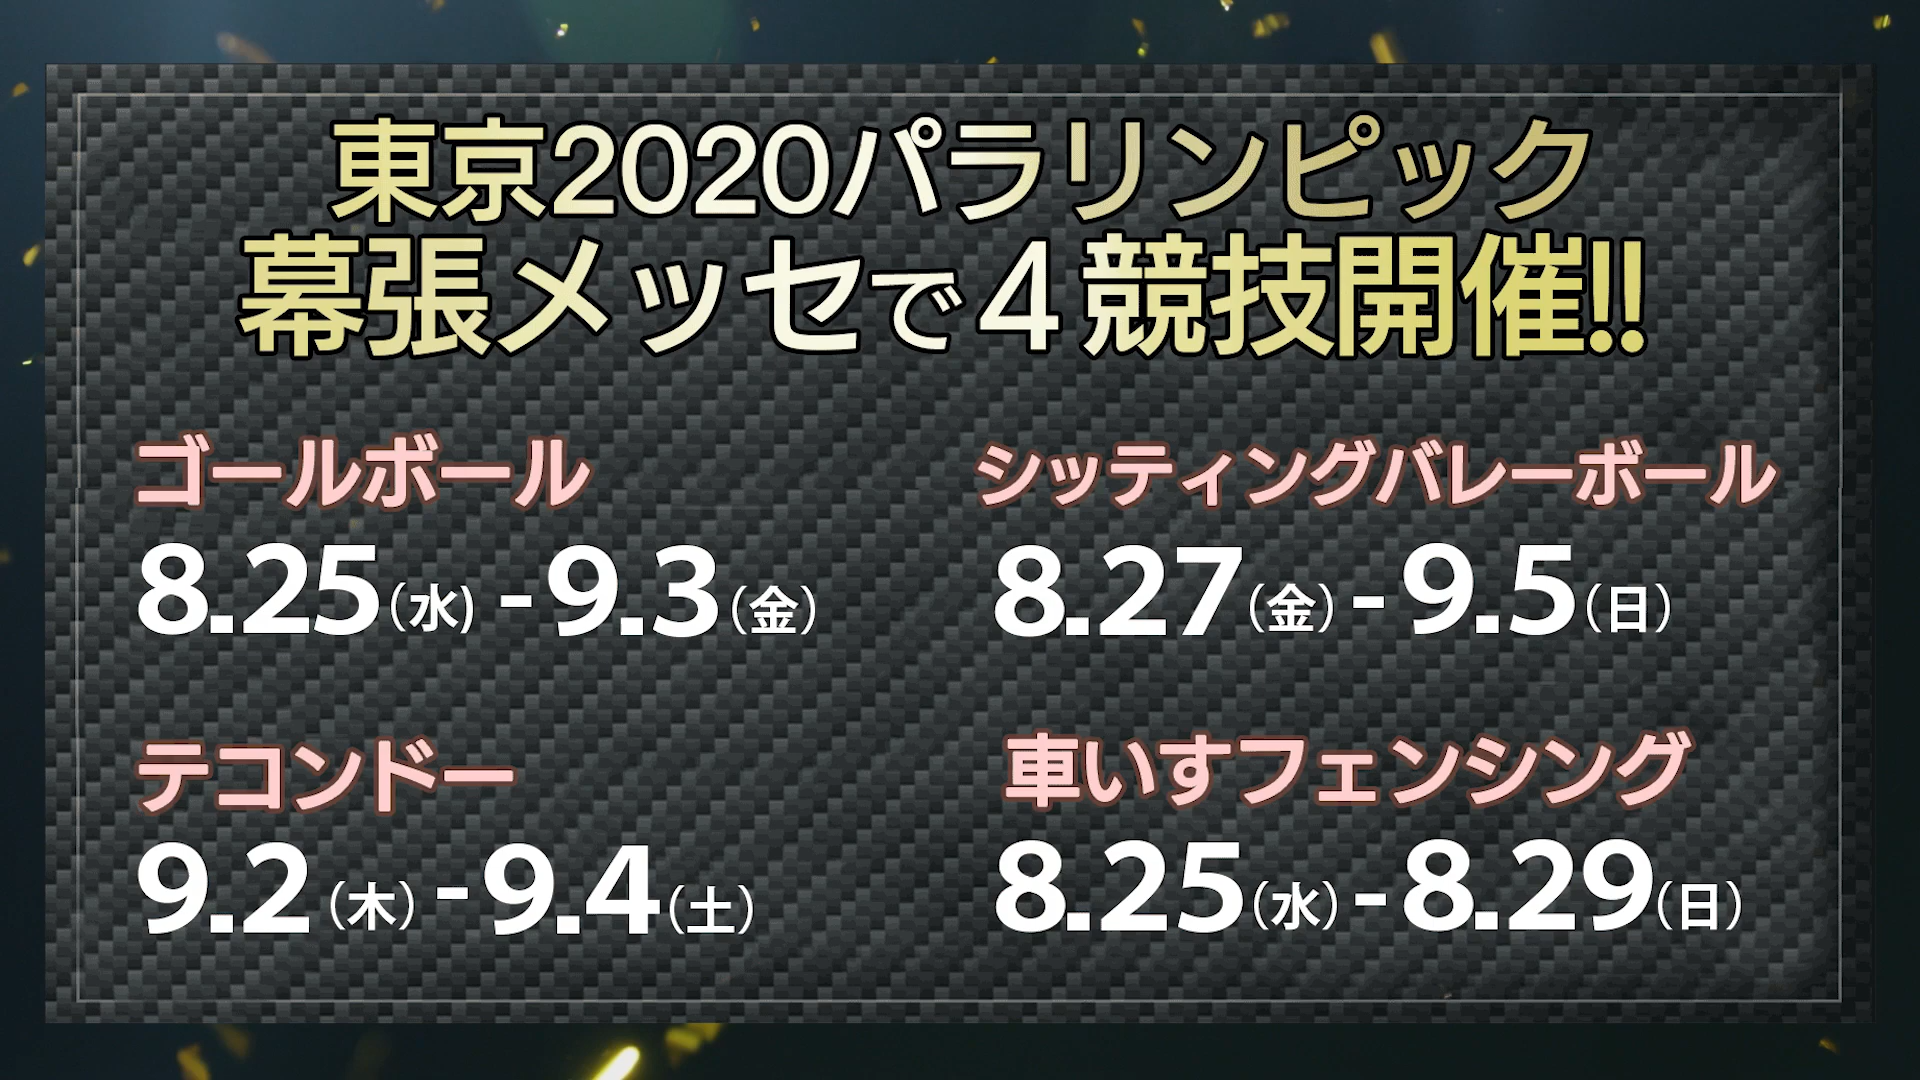 東京2020パラリンピック
幕張メッセで4競技開催!!
ゴールボール
8.25(水) - 9.3(金)
シッティングバレーボール
8.27(金) - 9.5(日)
テコンドー
9.2(木) - 9.4(土)
車いすフェンシング
8.25(水) - 8.29(日)